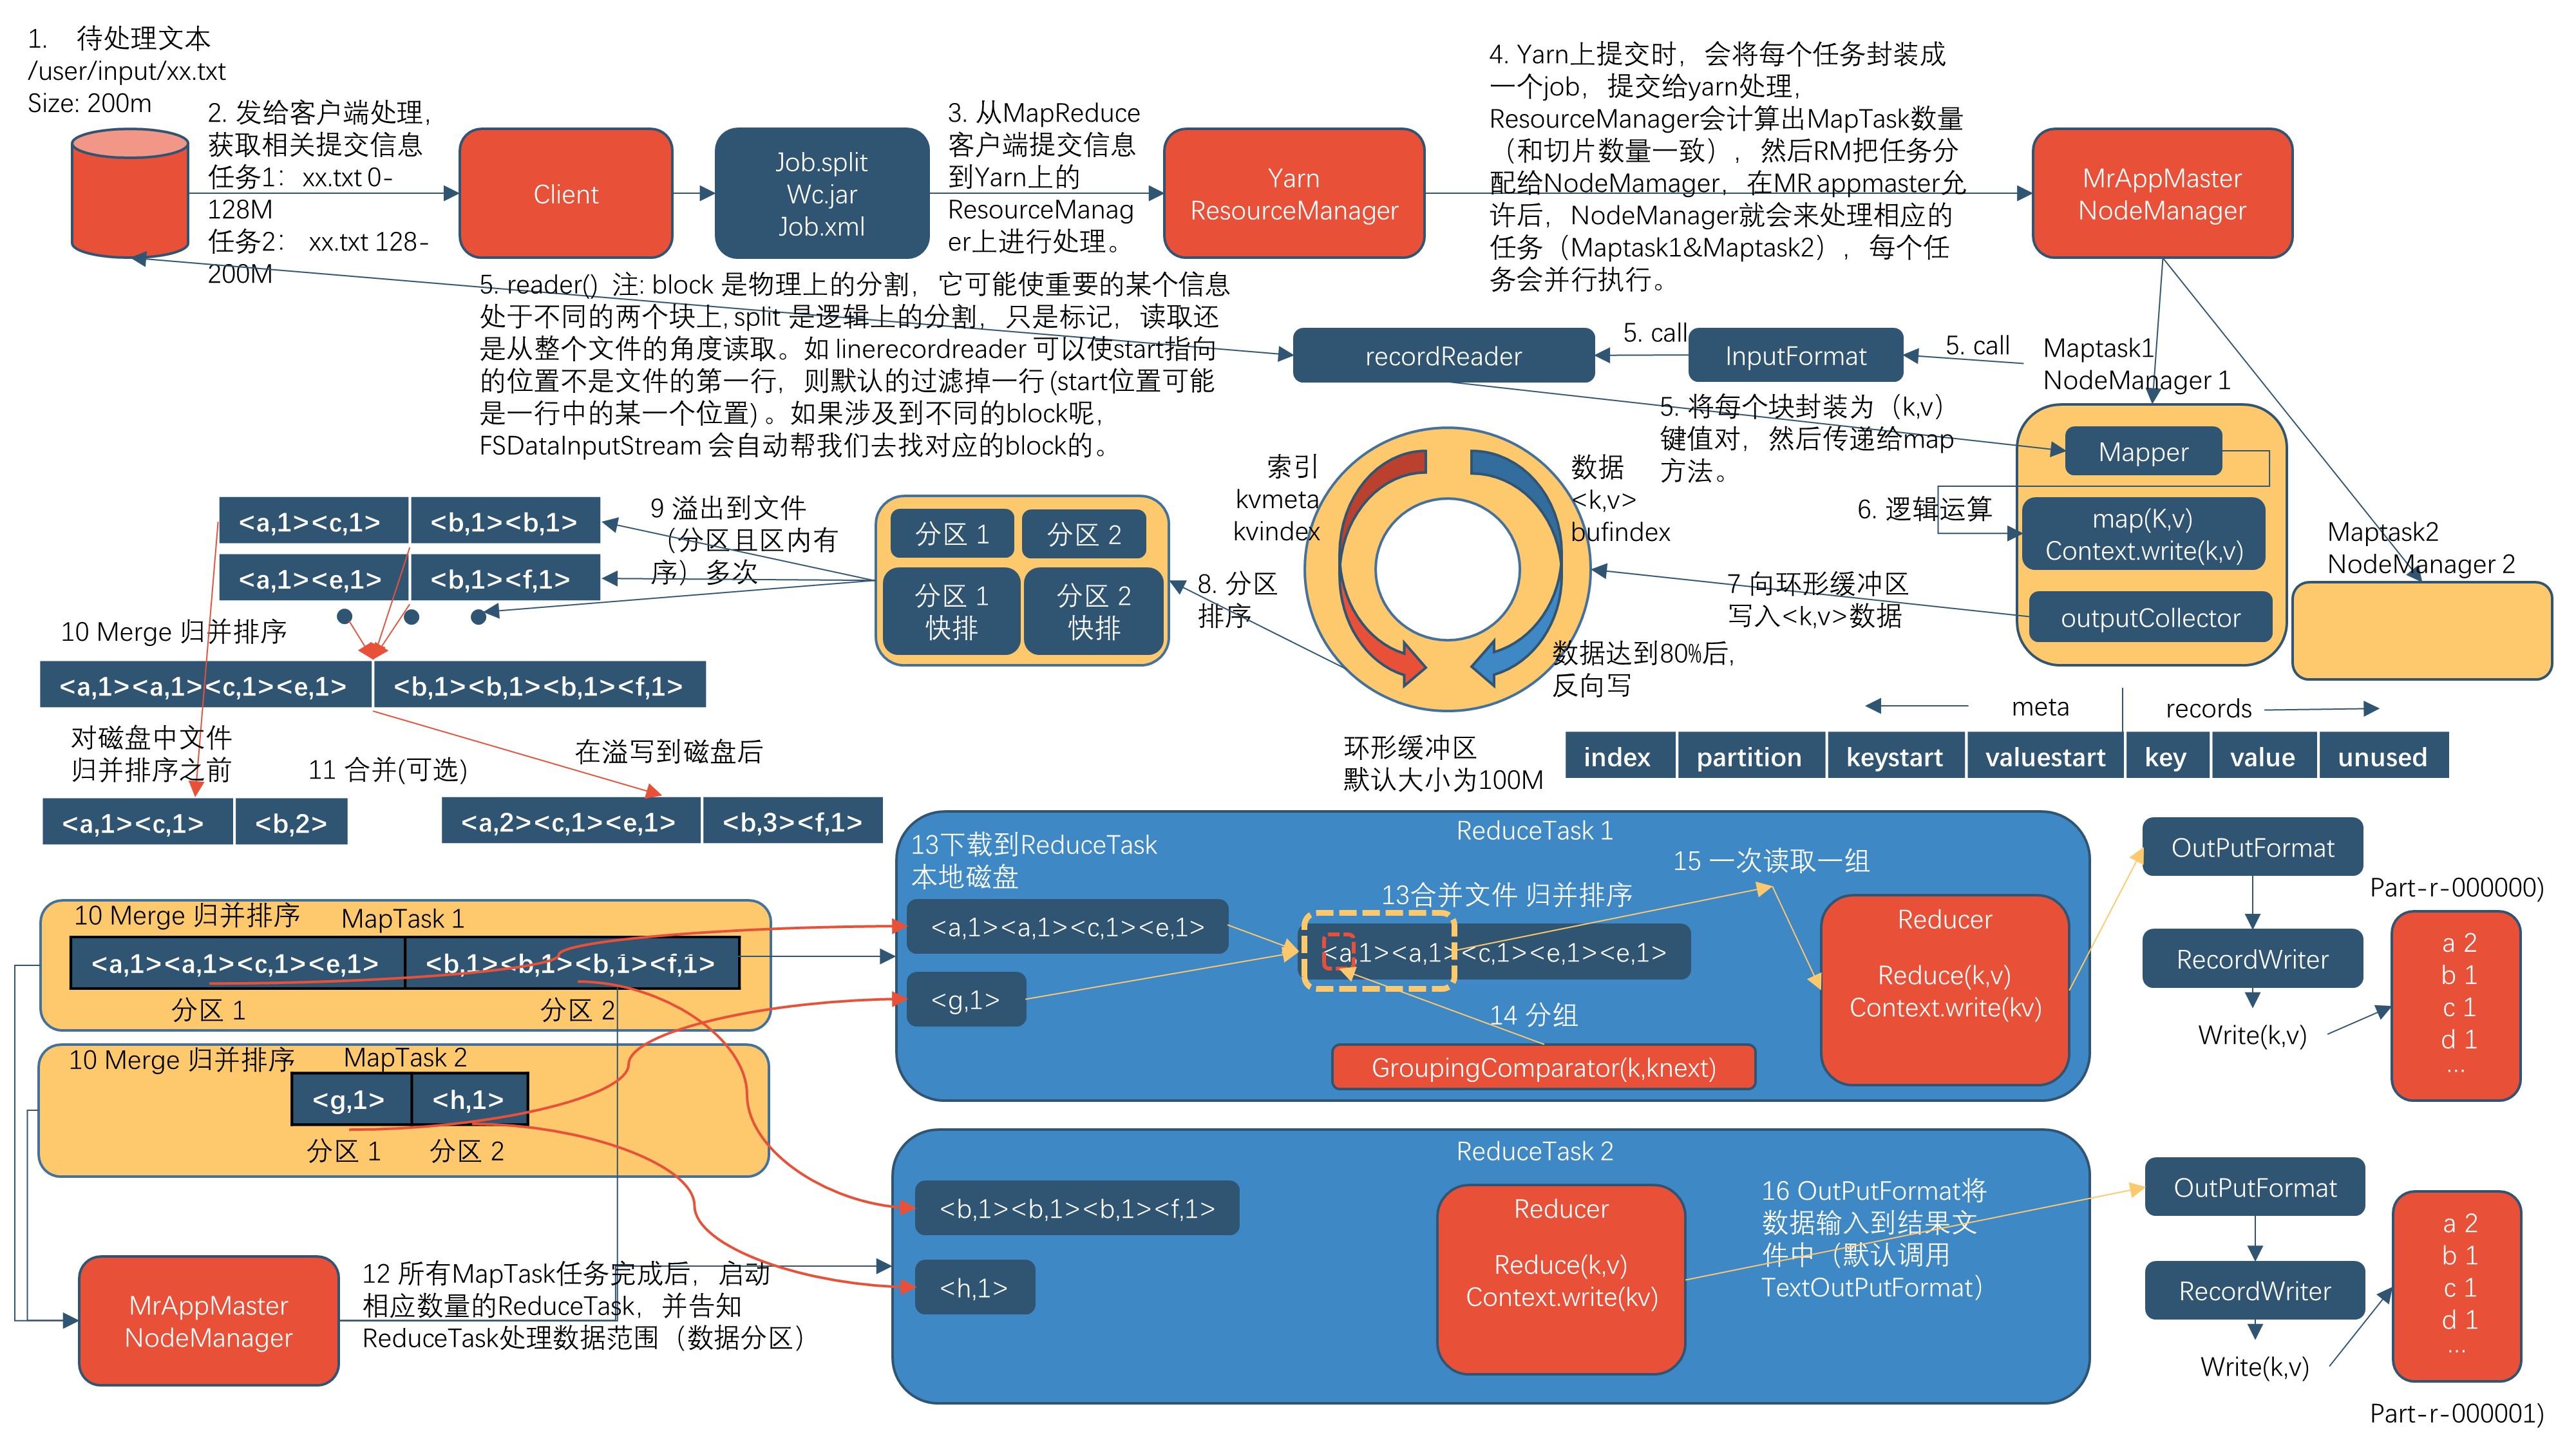 1. 待处理文本
/user/input/xx.txt
Size: 200m
2. 发给客户端处理，
获取相关提交信息
任务1：xx.txt 0-
128M
任务2： xx.txt 128-
200M
Client
Job.split
Wc.jar
Job.xml
3. 从MapReduce
客户端提交信息
到Yarn上的
ResourceManag
er上进行处理。
Yarn
ResourceManager
4. Yarn上提交时，会将每个任务封装成
一个job，提交给yarn处理，
ResourceManager会计算出MapTask数量
（和切片数量一致），然后RM把任务分
配给NodeMamager，在MR appmaster允
许后，NodeManager就会来处理相应的
任务（Maptask1&Maptask2），每个任
务会并行执行。
MrAppMaster
NodeManager
5. reader() 注: block 是物理上的分割，它可能使重要的某个信息
处于不同的两个块上, split 是逻辑上的分割，只是标记，读取还
是从整个文件的角度读取。如 linerecordreader 可以使start指向
的位置不是文件的第一行，则默认的过滤掉一行 (start位置可能
是一行中的某一个位置) 。如果涉及到不同的block呢，
FSDataInputStream 会自动帮我们去找对应的block的。
recordReader
5. call
InputFormat
5. call
Maptask1
NodeManager 1
5. 将每个块封装为（k,v）
键值对，然后传递给map
方法。
Mapper
6. 逻辑运算
map(K,v)
Context.write(k,v)
outputCollector
Maptask2
NodeManager 2
7 向环形缓冲区
写入<k,v>数据
索引
kvmeta
kvindex
数据
<k,v>
bufindex
数据达到80%后，
反向写
环形缓冲区
默认大小为100M
meta
records
index
partition
keystart
valuestart
key
value
unused
8. 分区
排序
分区 1
分区 2
分区 1
快排
分区 2
快排
9 溢出到文件
（分区且区内有
序）多次
<a,1><c,1>
<b,1><b,1>
<a,1><e,1>
<b,1><f,1>
10 Merge 归并排序
<a,1><a,1><c,1><e,1>
<b,1><b,1><b,1><f,1>
对磁盘中文件
归并排序之前
11 合并(可选)
在溢写到磁盘后
<a,1><c,1>
<b,2>
<a,2><c,1><e,1>
<b,3><f,1>
10 Merge 归并排序
MapTask 1
<a,1><a,1><c,1><e,1>
<b,1><b,1><b,1><f,1>
分区 1
分区 2
10 Merge 归并排序
MapTask 2
<g,1>
<h,1>
分区 1
分区 2
MrAppMaster
NodeManager
12 所有MapTask任务完成后，启动
相应数量的ReduceTask，并告知
ReduceTask处理数据范围（数据分区）
ReduceTask 1
13下载到ReduceTask
本地磁盘
<a,1><a,1><c,1><e,1>
<g,1>
13合并文件 归并排序
<a,1><a,1><c,1><e,1><e,1>
14 分组
GroupingComparator(k,knext)
15 一次读取一组
Reducer
Reduce(k,v)
Context.write(kv)
OutPutFormat
RecordWriter
Write(k,v)
Part-r-000000)
a 2
b 1
c 1
d 1
...
ReduceTask 2
<b,1><b,1><b,1><f,1>
<h,1>
Reducer
Reduce(k,v)
Context.write(kv)
16 OutPutFormat将
数据输入到结果文
件中（默认调用
TextOutPutFormat）
OutPutFormat
RecordWriter
Write(k,v)
a 2
b 1
c 1
d 1
...
Part-r-000001)